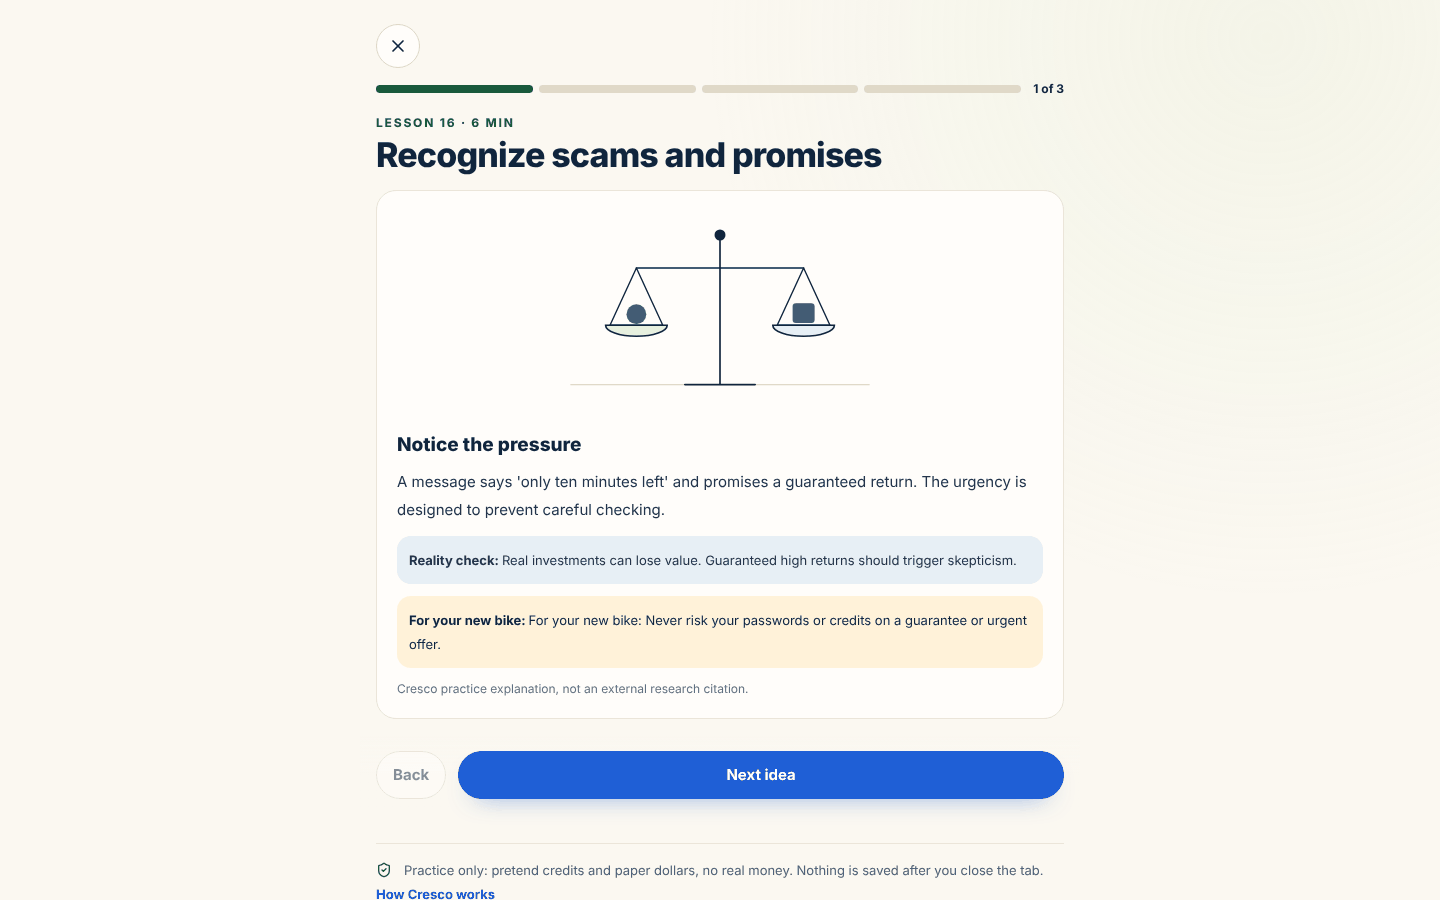 1 of 3
LESSON 16 · 6 MIN
Recognize scams and promises
Notice the pressure
A message says 'only ten minutes left' and promises a guaranteed return. The urgency is
designed to prevent careful checking.
Reality check: Real investments can lose value. Guaranteed high returns should trigger skepticism.
For your new bike: For your new bike: Never risk your passwords or credits on a guarantee or urgent
offer.
Cresco practice explanation, not an external research citation.
Back
Next idea
Practice only: pretend credits and paper dollars, no real money. Nothing is saved after you close the tab.
How Cresco works